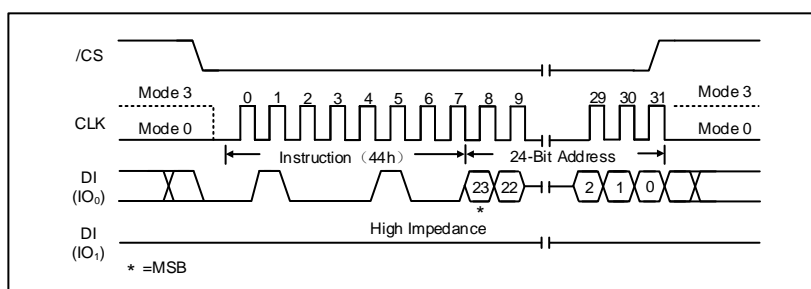 /CS
Mode 3
0 1 2 3 4 5 6 7 8 9 29 30 31
Mode 3
CLK
Mode 0
Mode 0
Instruction（44h）
24-Bit Address
DI
(IO₀)
23 22 2 1 0
*
High Impedance
DI
(IO₁)
* =MSB